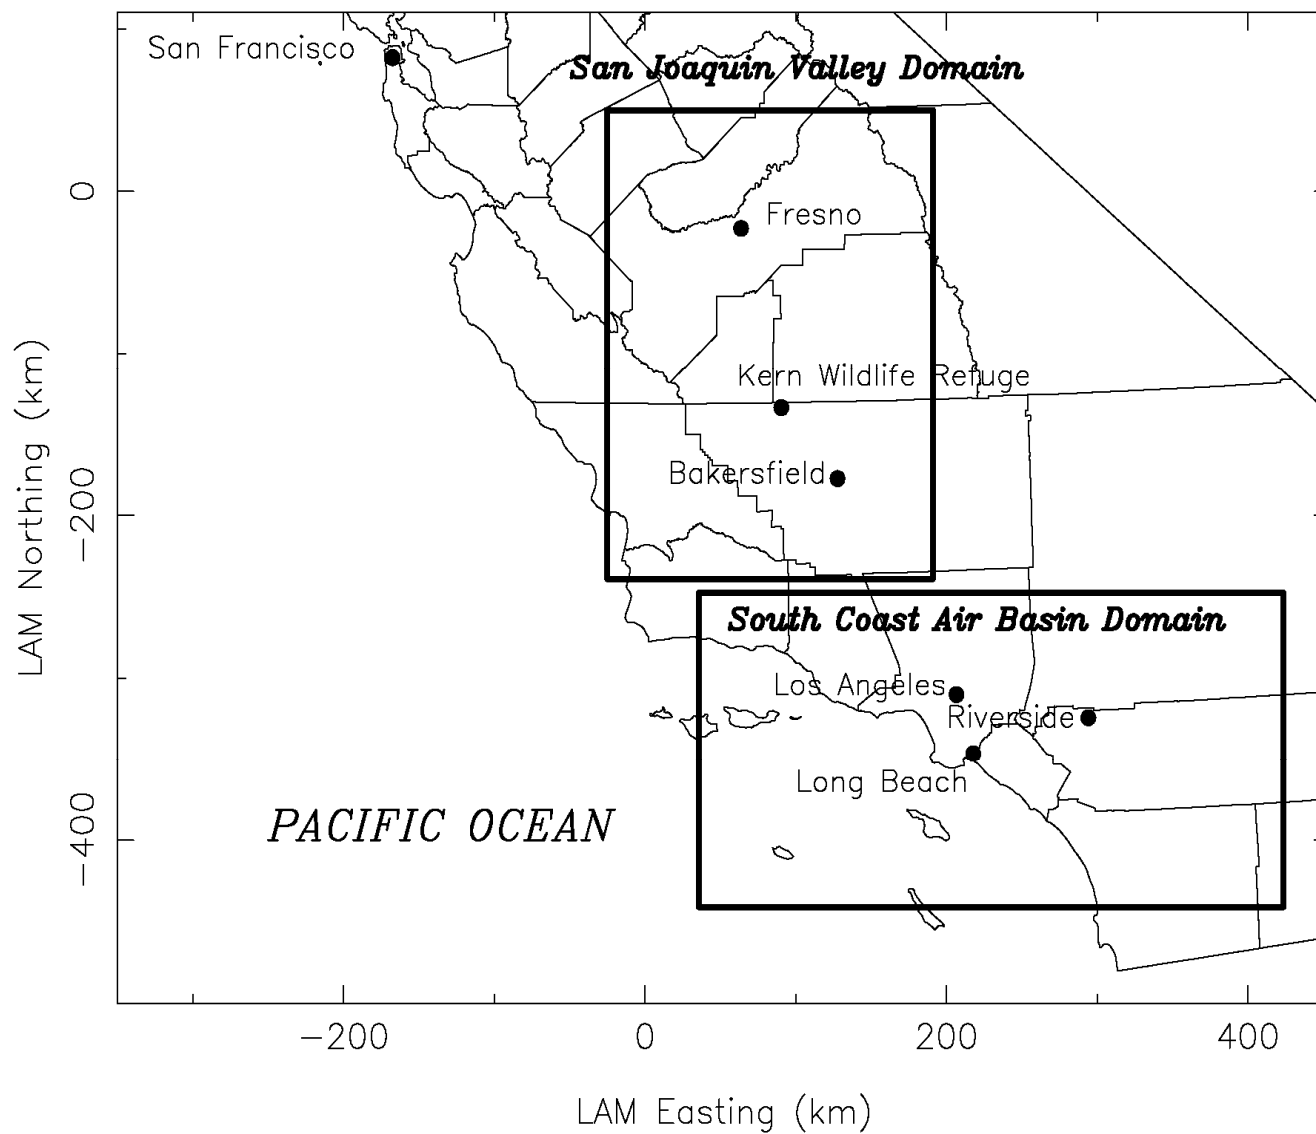 San Francisco
San Joaquin Valley Domain
0
Fresno
Kern Wildlife Refuge
Bakersfield
−200
LAM Northing (km)
South Coast Air Basin Domain
Los Angeles
Riverside
Long Beach
PACIFIC OCEAN
−400
−200 0 200 400
LAM Easting (km)